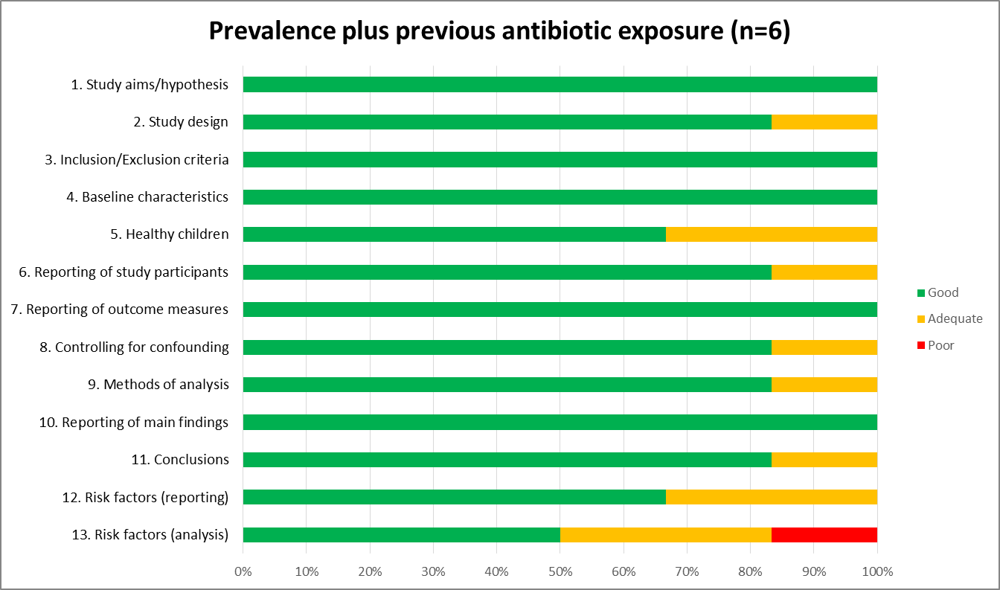 Prevalence plus previous antibiotic exposure (n=6)
1. Study aims/hypothesis
2. Study design
3. Inclusion/Exclusion criteria
4. Baseline characteristics
5. Healthy children
6. Reporting of study participants
7. Reporting of outcome measures
8. Controlling for confounding
9. Methods of analysis
10. Reporting of main findings
11. Conclusions
12. Risk factors (reporting)
13. Risk factors (analysis)
0% 10% 20% 30% 40% 50% 60% 70% 80% 90% 100%
Good
Adequate
Poor